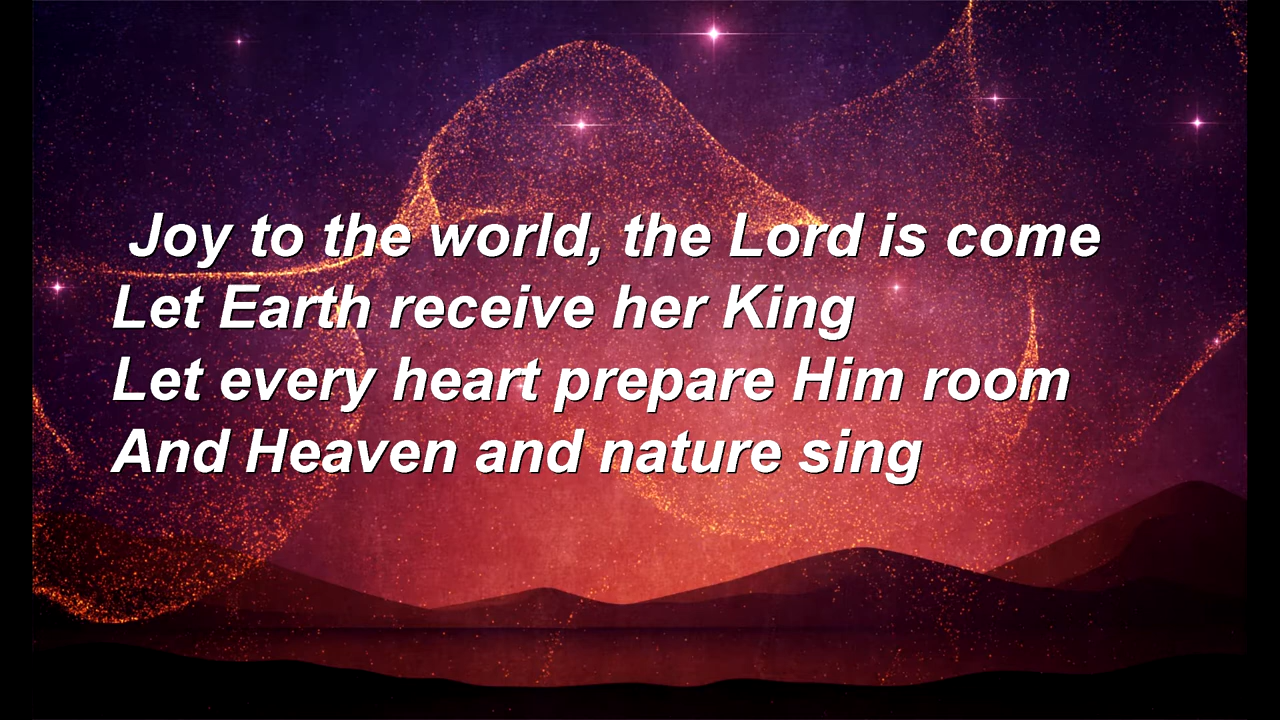 Joy to the world, the Lord is come
Let Earth receive her King
Let every heart prepare Him room
And Heaven and nature sing